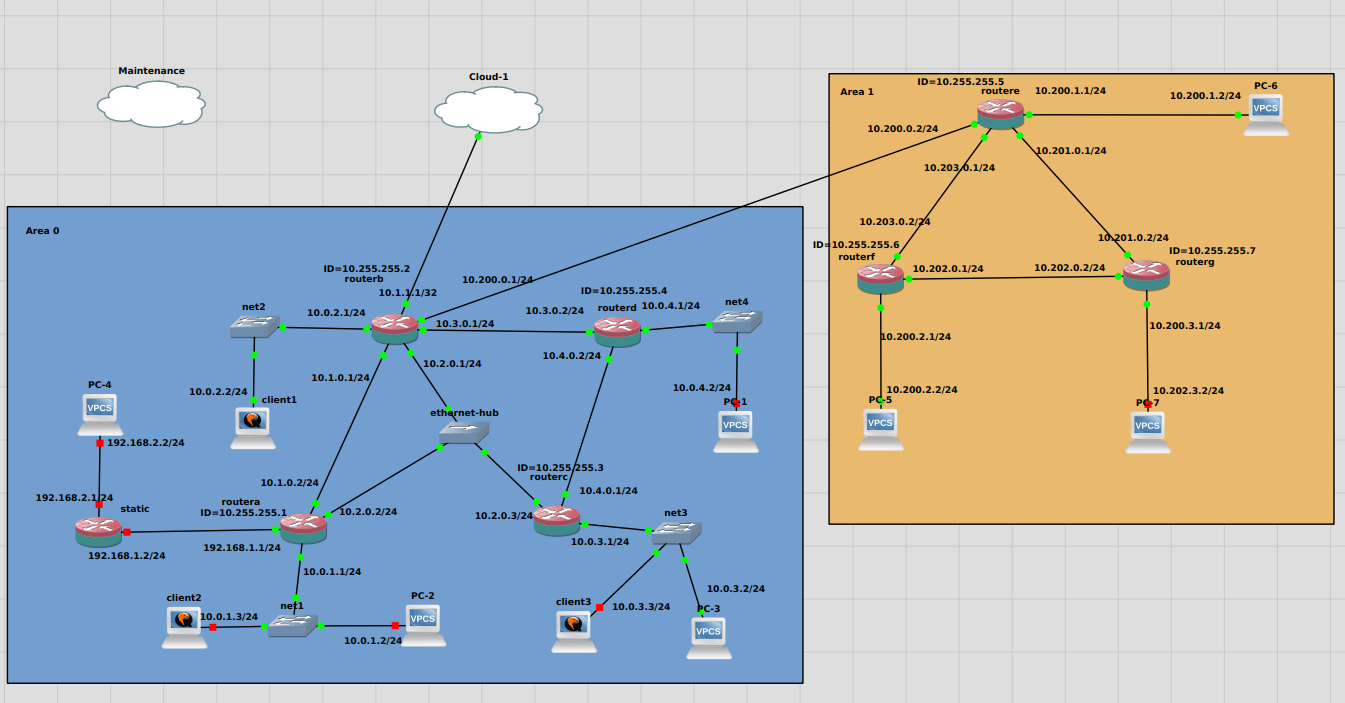 Maintenance
Cloud-1
ID=10.255.255.5
routere
Area 1
10.200.1.1/24
10.200.1.2/24
PC-6
VPCS
10.200.0.2/24
10.201.0.1/24
10.203.0.1/24
10.203.0.2/24
10.201.0.2/24
ID=10.255.255.6
routerf
ID=10.255.255.7
routerg
10.202.0.1/24
10.202.0.2/24
10.200.2.1/24
10.200.3.1/24
10.200.2.2/24
PC-5
VPCS
10.202.3.2/24
PC-7
VPCS
Area 0
ID=10.255.255.2
routerb
10.1.1.1/32
10.200.0.1/24
ID=10.255.255.4
routerd
net2
10.0.2.1/24
10.3.0.1/24
10.3.0.2/24
10.0.4.1/24
net4
10.4.0.2/24
10.2.0.1/24
10.1.0.1/24
10.0.2.2/24
client1
10.0.4.2/24
PC-1
VPCS
PC-4
VPCS
192.168.2.2/24
ethernet-hub
ID=10.255.255.3
routerc
10.1.0.2/24
10.4.0.1/24
192.168.2.1/24
static
routera
ID=10.255.255.1
10.2.0.2/24
10.2.0.3/24
net3
192.168.1.2/24
192.168.1.1/24
10.0.3.1/24
10.0.1.1/24
10.0.3.2/24
client2
10.0.1.3/24
net1
PC-2
VPCS
10.0.1.2/24
client3
10.0.3.3/24
PC-3
VPCS